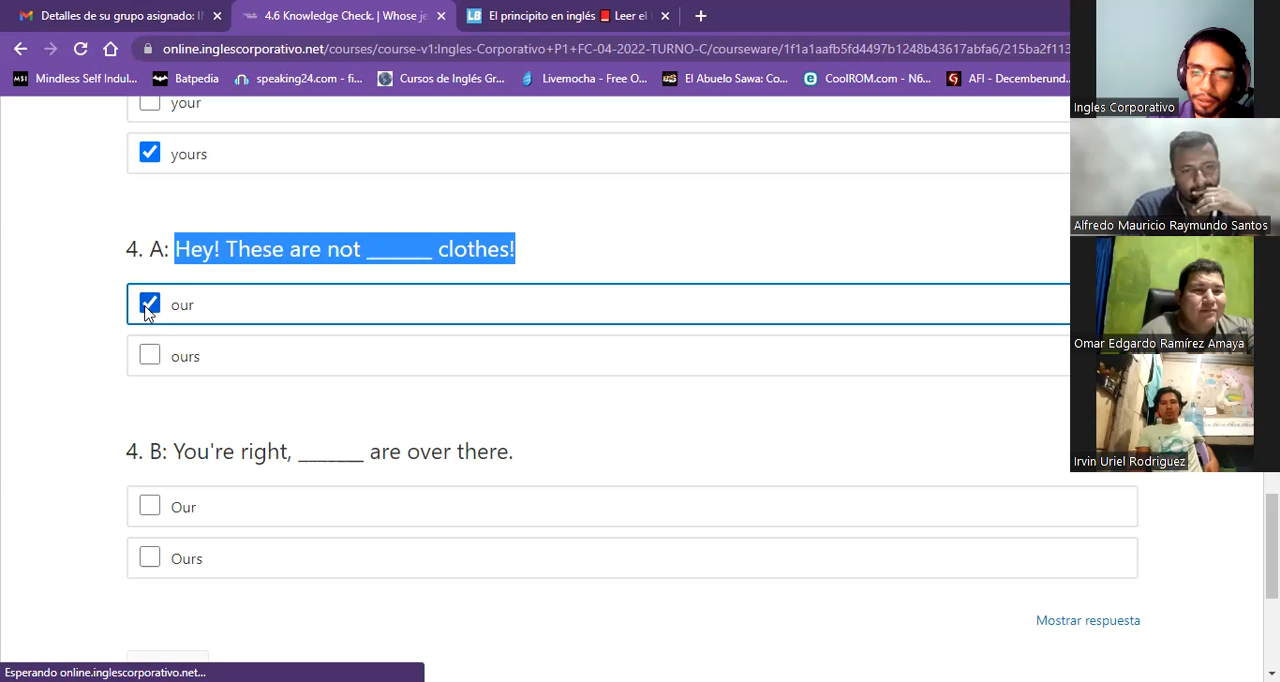 Detalles de su grupo asignado: I
4.6 Knowledge Check. | Whose je
LB El principito en inglés 📕 Leer el
online.inglescorporativo.net/courses/course-v1:Ingles-Corporativo+P1+FC-04-2022-TURNO-C/courseware/1f1a1aafb5fd4497b1248b43617abfa6/215ba2f113
Mindless Self Indul...
Batpedia
speaking24.com - fi...
Cursos de Inglés Gr...
Livemocha - Free O...
El Abuelo Sawa: Co...
CoolROM.com - N6...
AFI - Decemberund...
your
yours
4. A: Hey! These are not ______ clothes!
our
ours
4. B: You're right, ______ are over there.
Our
Ours
Mostrar respuesta
Esperando online.inglescorporativo.net...
Ingles Corporativo
Alfredo Mauricio Raymundo Santos
Omar Edgardo Ramírez Amaya
Irvin Uriel Rodriguez